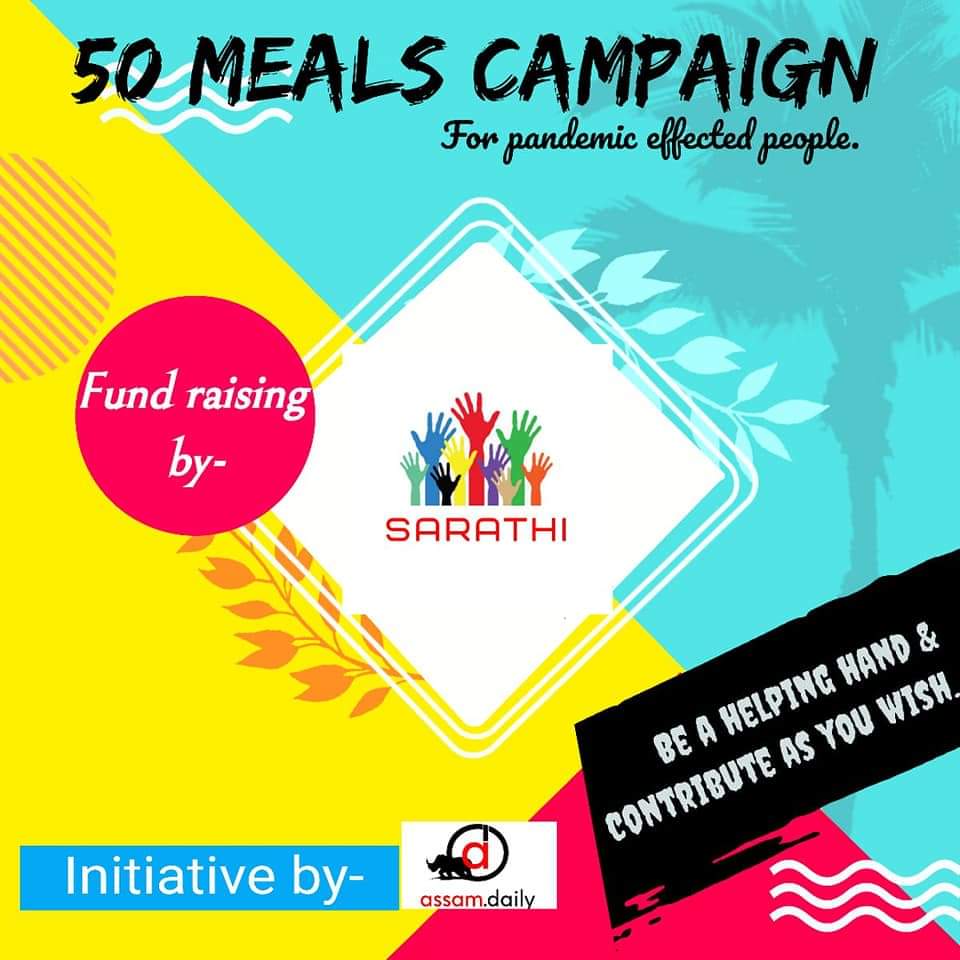 50 MEALS CAMPAIGN
For pandemic effected people.
Fund raising
by-
SARATHI
BE A HELPING HAND &
CONTRIBUTE AS YOU WISH.
Initiative by-
d
assam.daily